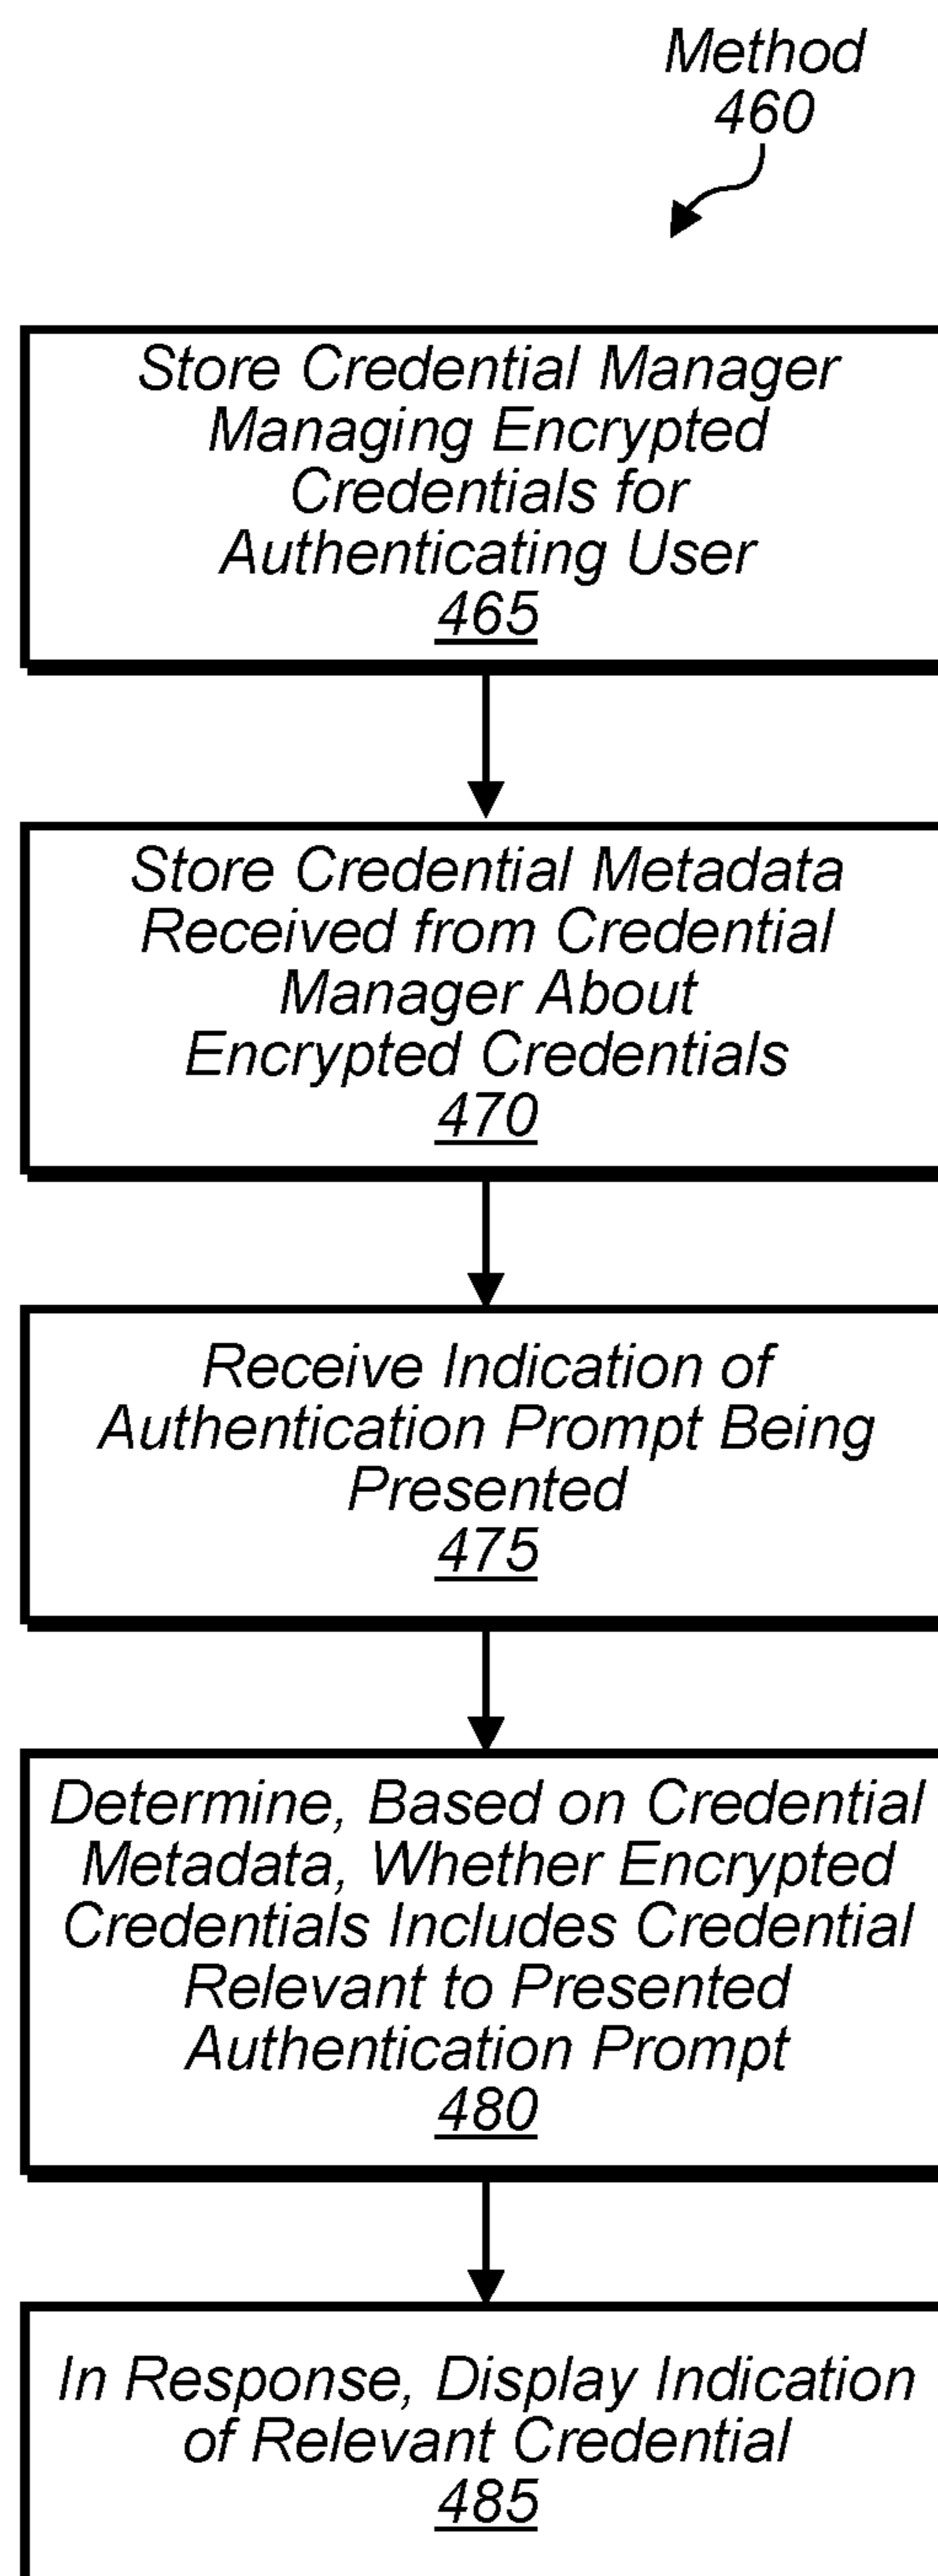 Method
460
Store Credential Manager
Managing Encrypted
Credentials for
Authenticating User
465
Store Credential Metadata
Received from Credential
Manager About
Encrypted Credentials
470
Receive Indication of
Authentication Prompt Being
Presented
475
Determine, Based on Credential
Metadata, Whether Encrypted
Credentials Includes Credential
Relevant to Presented
Authentication Prompt
480
In Response, Display Indication
of Relevant Credential
485